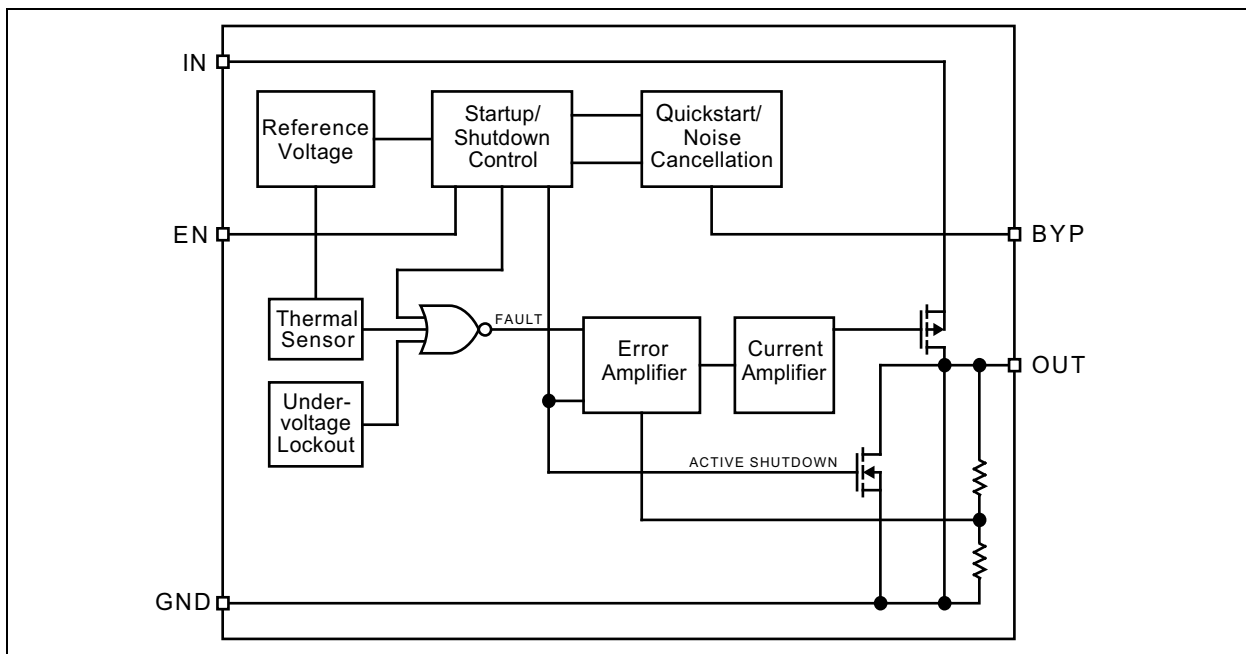 IN
Reference
Voltage
Startup/
Shutdown
Control
Quickstart/
Noise
Cancellation
EN
BYP
Thermal
Sensor
FAULT
Error
Amplifier
Current
Amplifier
OUT
Under-
voltage
Lockout
ACTIVE SHUTDOWN
GND